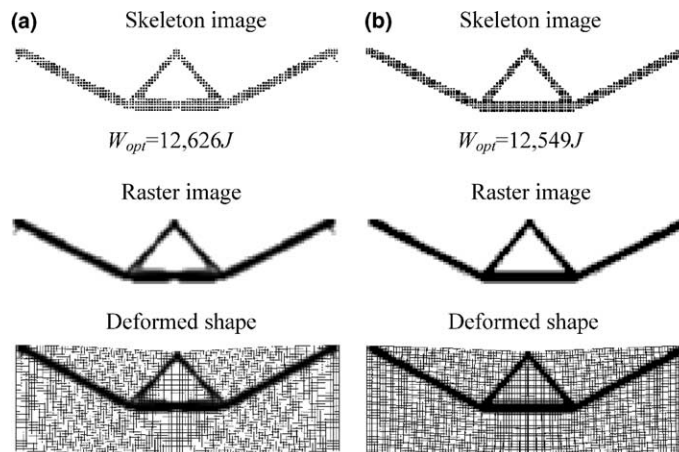 (a) Skeleton image
W_opt=12,626J
Raster image
Deformed shape
(b) Skeleton image
W_opt=12,549J
Raster image
Deformed shape